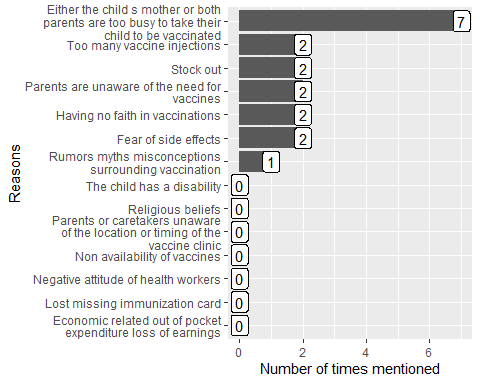 Either the child s mother or both
parents are too busy to take their
child to be vaccinated
7
Too many vaccine injections
2
Stock out
2
Parents are unaware of the need for
vaccines
2
Having no faith in vaccinations
2
Fear of side effects
2
Rumors myths misconceptions
surrounding vaccination
1
The child has a disability
0
Religious beliefs
0
Parents or caretakers unaware
of the location or timing of the
vaccine clinic
0
Non availability of vaccines
0
Negative attitude of health workers
0
Lost missing immunization card
0
Economic related out of pocket
expenditure loss of earnings
0
Reasons
0 2 4 6
Number of times mentioned